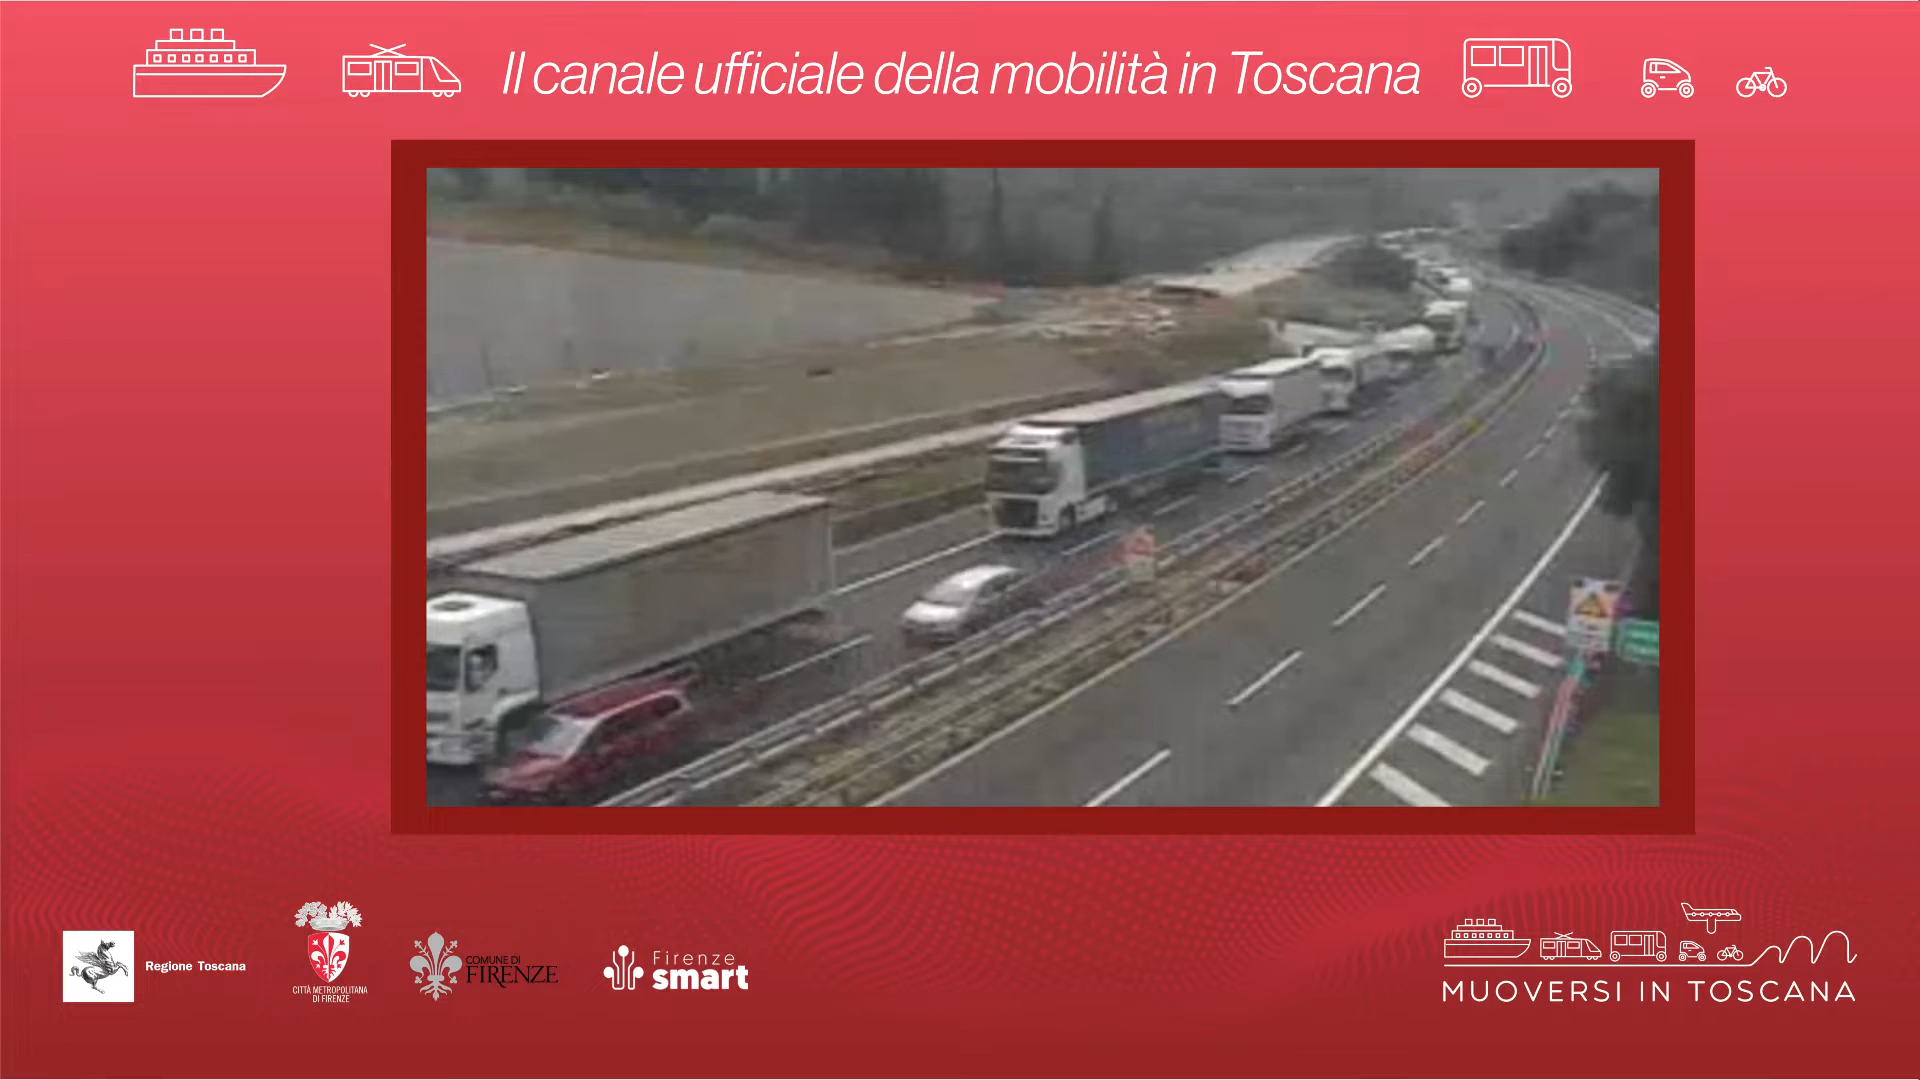 Il canale ufficiale della mobilità in Toscana
Regione Toscana
CITTÀ METROPOLITANA
DI FIRENZE
COMUNE DI
FIRENZE
Firenze
smart
MUOVERSI IN TOSCANA